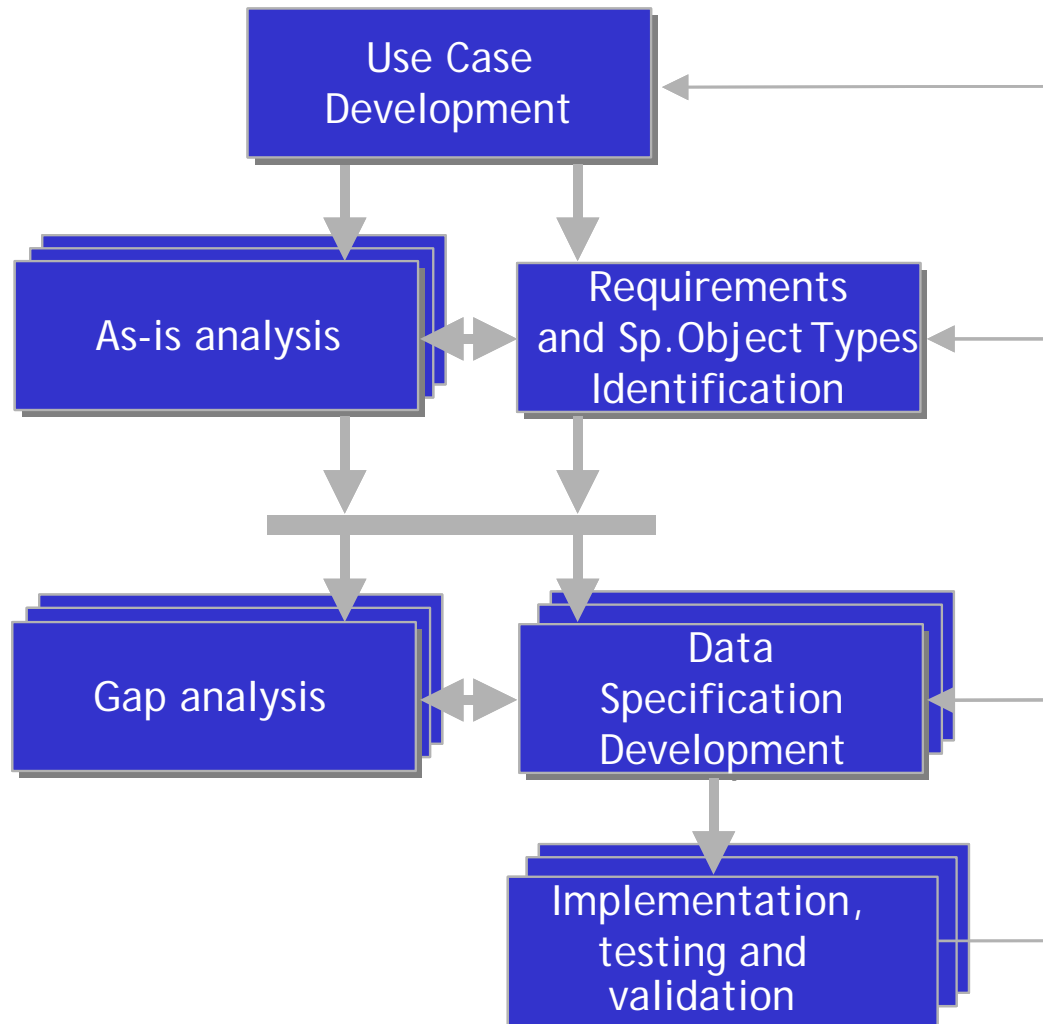 Use Case
Development
As-is analysis
Requirements
and Sp.Object Types
Identification
Gap analysis
Data
Specification
Development
Implementation,
testing and
validation